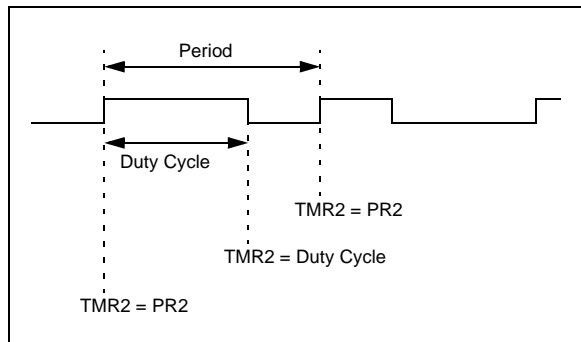 Period
Duty Cycle
TMR2 = PR2
TMR2 = Duty Cycle
TMR2 = PR2